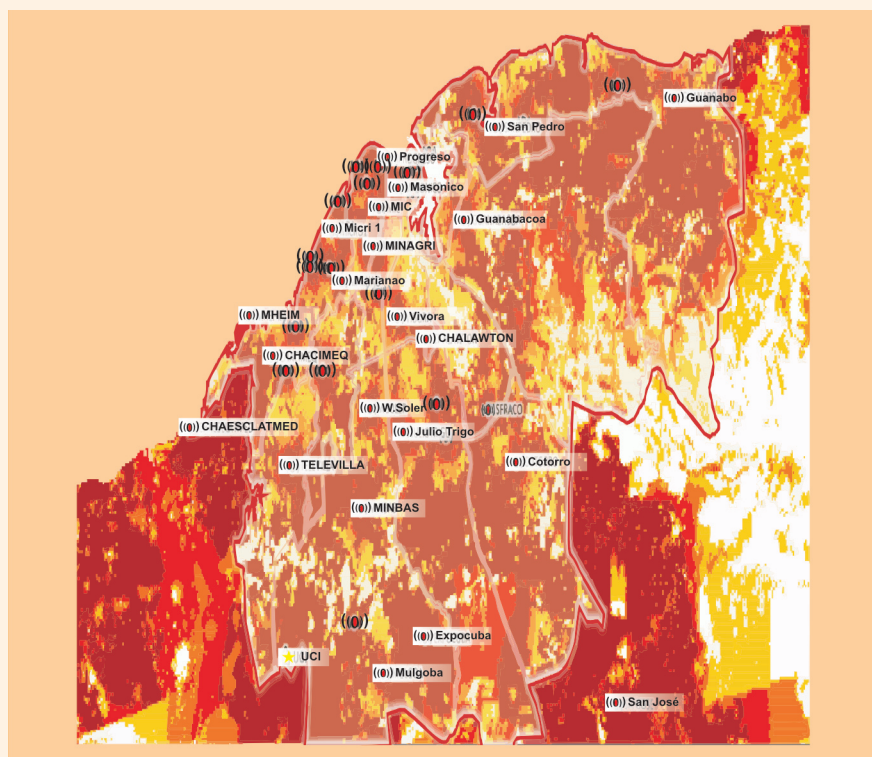 Guanabo
San Pedro
Progreso
Masonico
MIC
Guanabacoa
Micri 1
MINAGRI
Marianao
MHEIM
Vivora
CHALAWTON
CHACIMEQ
W.Soler
SFRACO
CHAESCLATMED
Julio Trigo
TELEVILLA
Cotorro
MINBAS
Expocuba
UCI
Mulgoba
San José